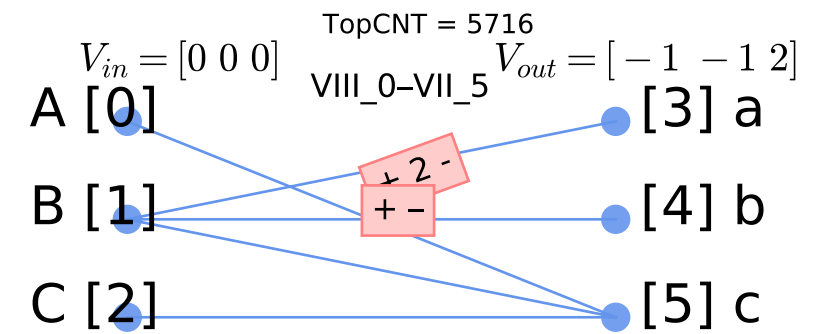 TopCNT = 5716
V_in = [0 0 0]
V_out = [ − 1 − 1 2]
VIII_0–VII_5
A [0]
[3] a
+ 2 -
B [1]
+ −
[4] b
C [2]
[5] c